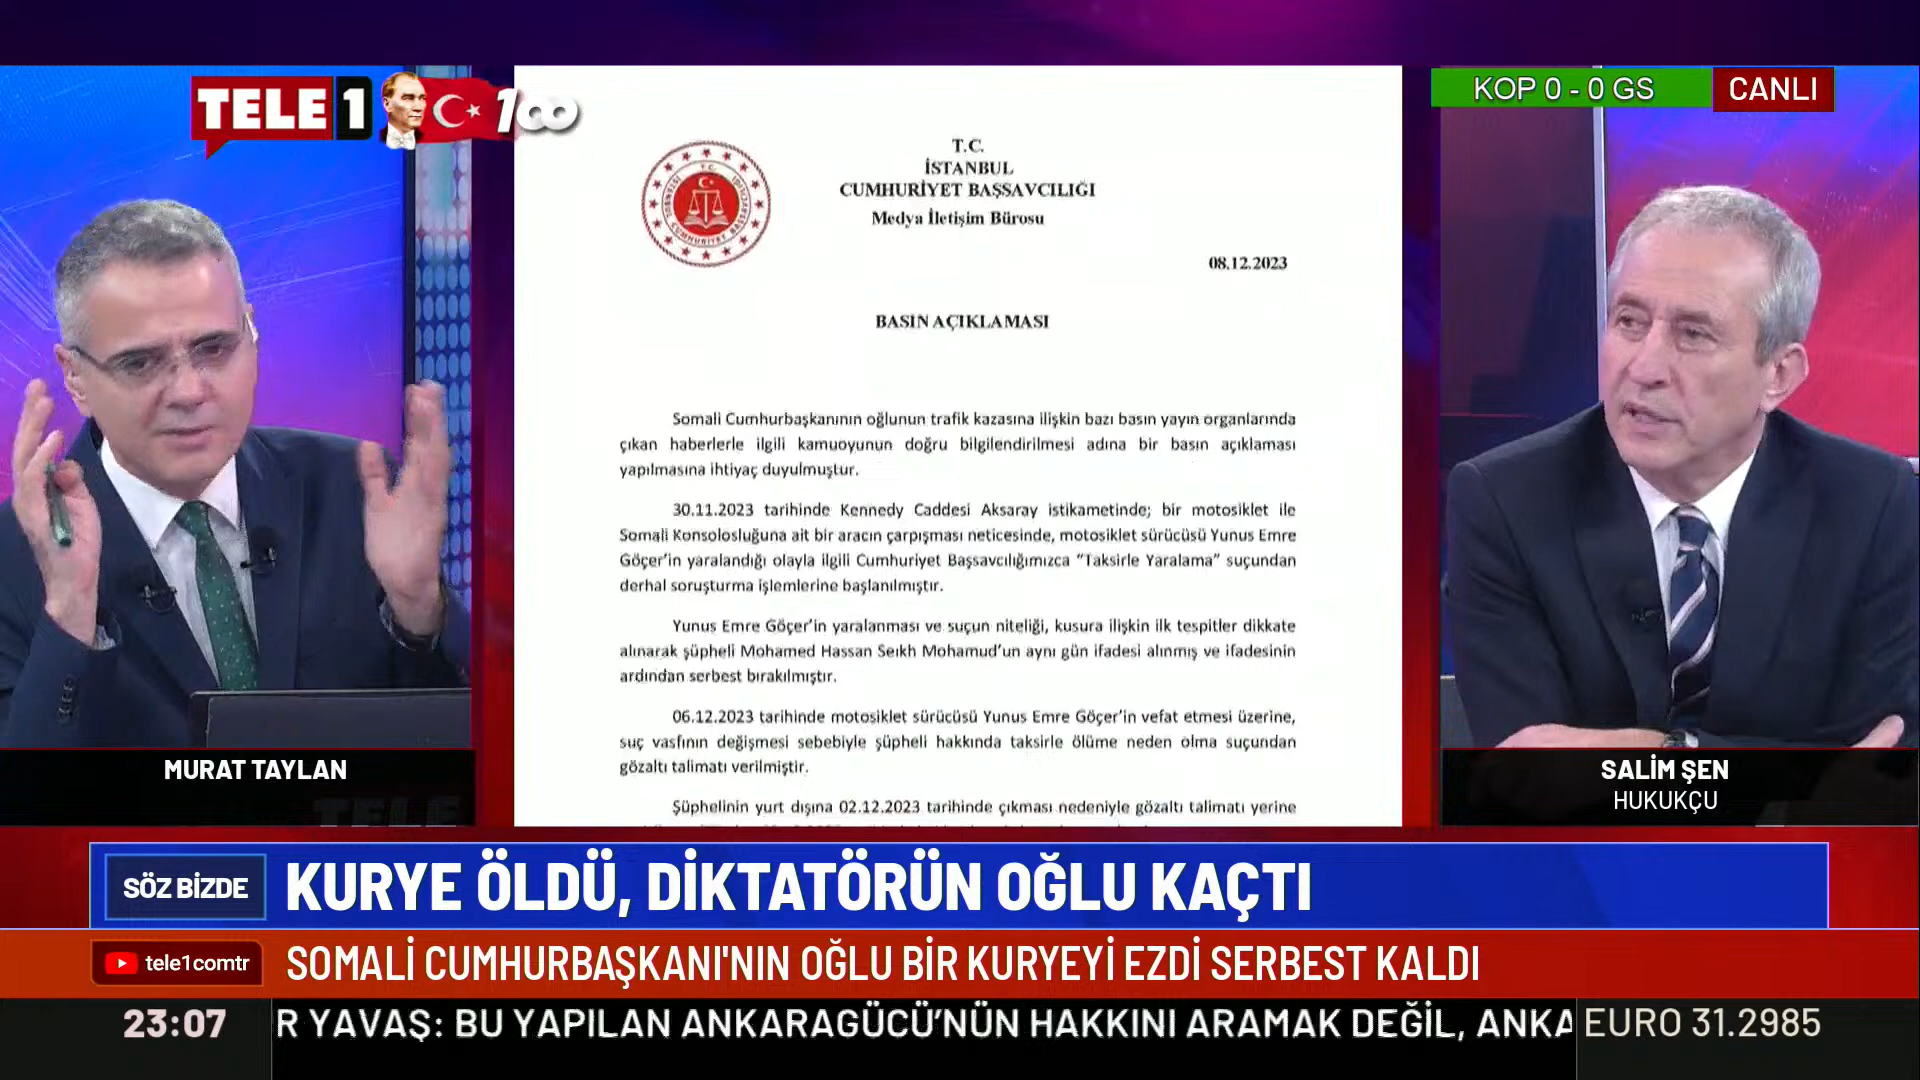 TELE 1
100
KOP 0 - 0 GS
CANLI
T.C.
İSTANBUL
CUMHURİYET BAŞSAVCILIĞI
Medya İletişim Bürosu
08.12.2023
BASIN AÇIKLAMASI
Somali Cumhurbaşkanının oğlunun trafik kazasına ilişkin bazı basın yayın organlarında
çıkan haberlerle ilgili kamuoyunun doğru bilgilendirilmesi adına bir basın açıklaması
yapılmasına ihtiyaç duyulmuştur.
30.11.2023 tarihinde Kennedy Caddesi Aksaray istikametinde; bir motosiklet ile
Somali Konsolosluğuna ait bir aracın çarpışması neticesinde, motosiklet sürücüsü Yunus Emre
Göçer’in yaralandığı olayla ilgili Cumhuriyet Başsavcılığımızca “Taksirle Yaralama” suçundan
derhal soruşturma işlemlerine başlanılmıştır.
Yunus Emre Göçer’in yaralanması ve suçun niteliği, kusura ilişkin ilk tespitler dikkate
alınarak şüpheli Mohamed Hassan Seıkh Mohamud’un aynı gün ifadesi alınmış ve ifadesinin
ardından serbest bırakılmıştır.
06.12.2023 tarihinde motosiklet sürücüsü Yunus Emre Göçer’in vefat etmesi üzerine,
suç vasfının değişmesi sebebiyle şüpheli hakkında taksirle ölüme neden olma suçundan
gözaltı talimatı verilmiştir.
Şüphelinin yurt dışına 02.12.2023 tarihinde çıkması nedeniyle gözaltı talimatı yerine
MURAT TAYLAN
SALİM ŞEN
HUKUKÇU
SÖZ BİZDE
KURYE ÖLDÜ, DİKTATÖRÜN OĞLU KAÇTI
tele1comtr
SOMALİ CUMHURBAŞKANI'NIN OĞLU BİR KURYEYİ EZDİ SERBEST KALDI
23:07
R YAVAŞ: BU YAPILAN ANKARAGÜCÜ’NÜN HAKKINI ARAMAK DEĞİL, ANKA
EURO 31.2985